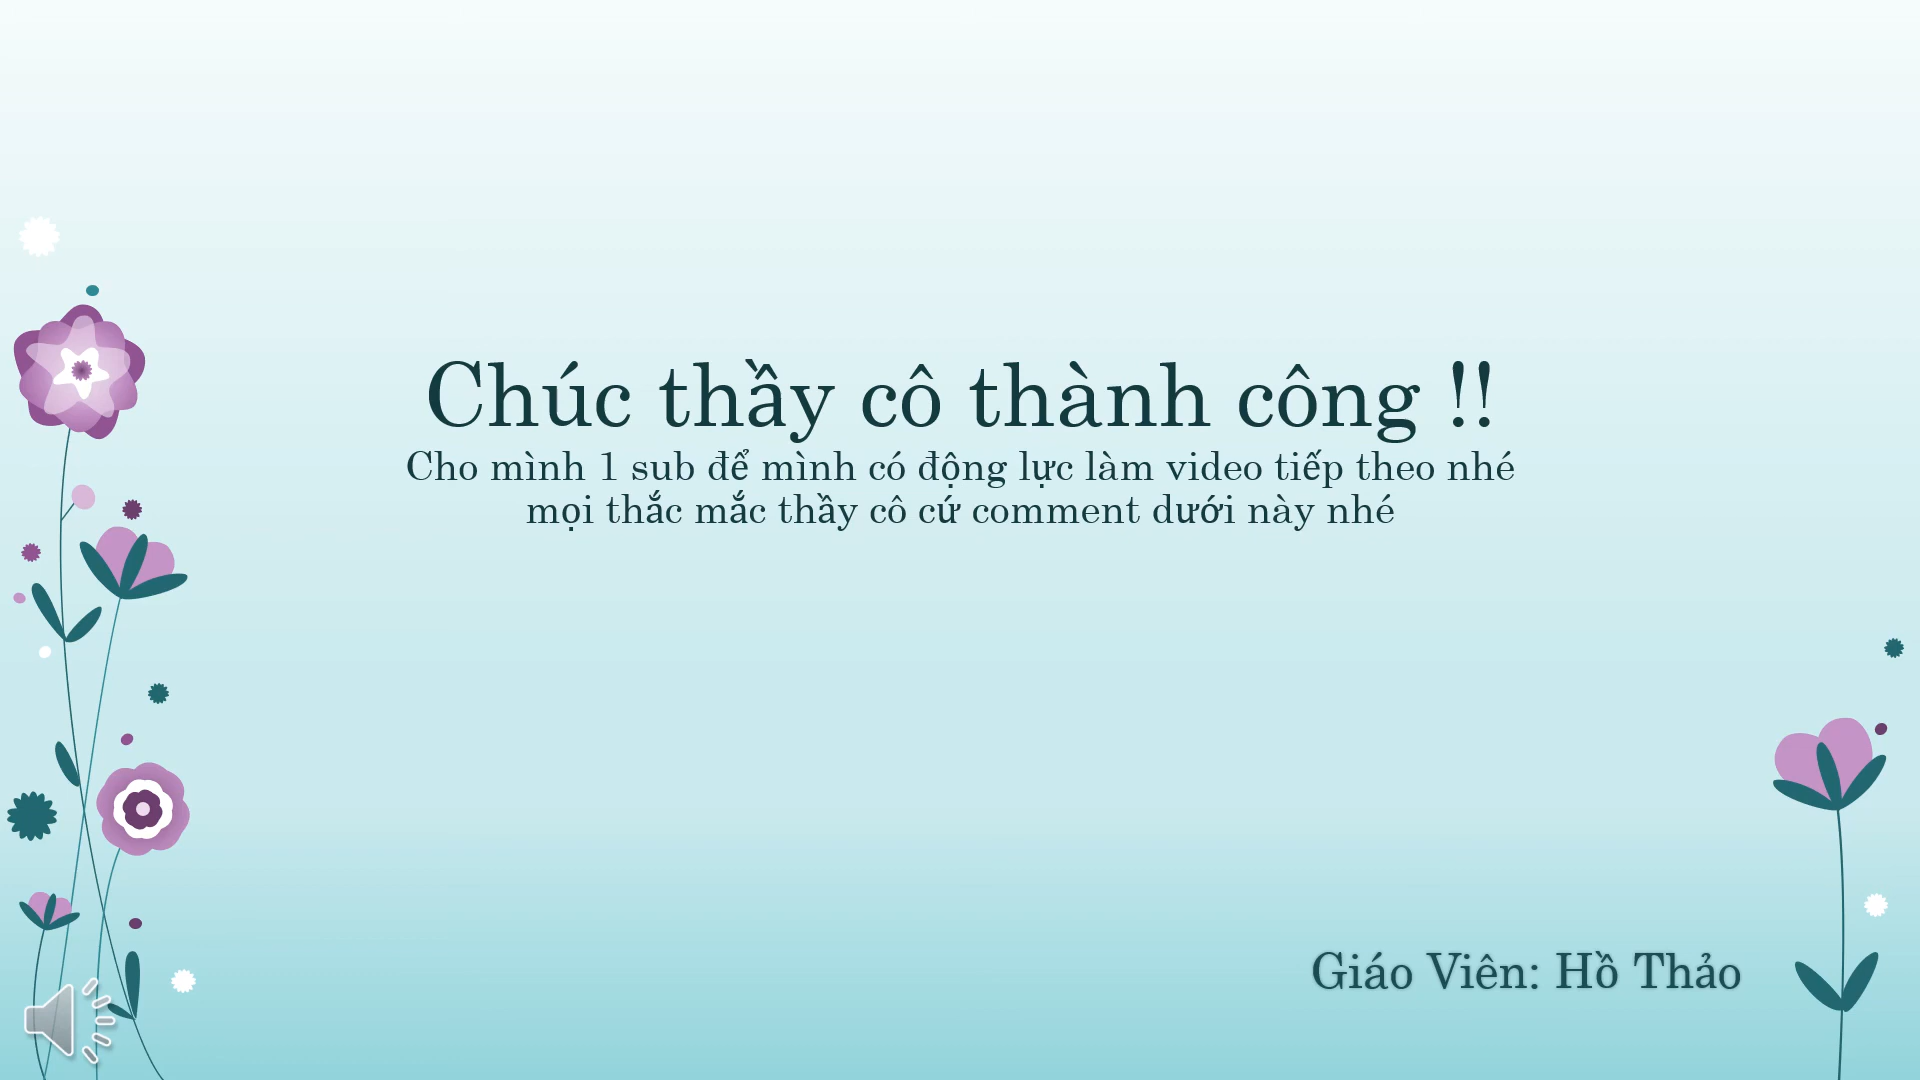 Chúc thầy cô thành công !!
Cho mình 1 sub để mình có động lực làm video tiếp theo nhé
mọi thắc mắc thầy cô cứ comment dưới này nhé
Giáo Viên: Hồ Thảo